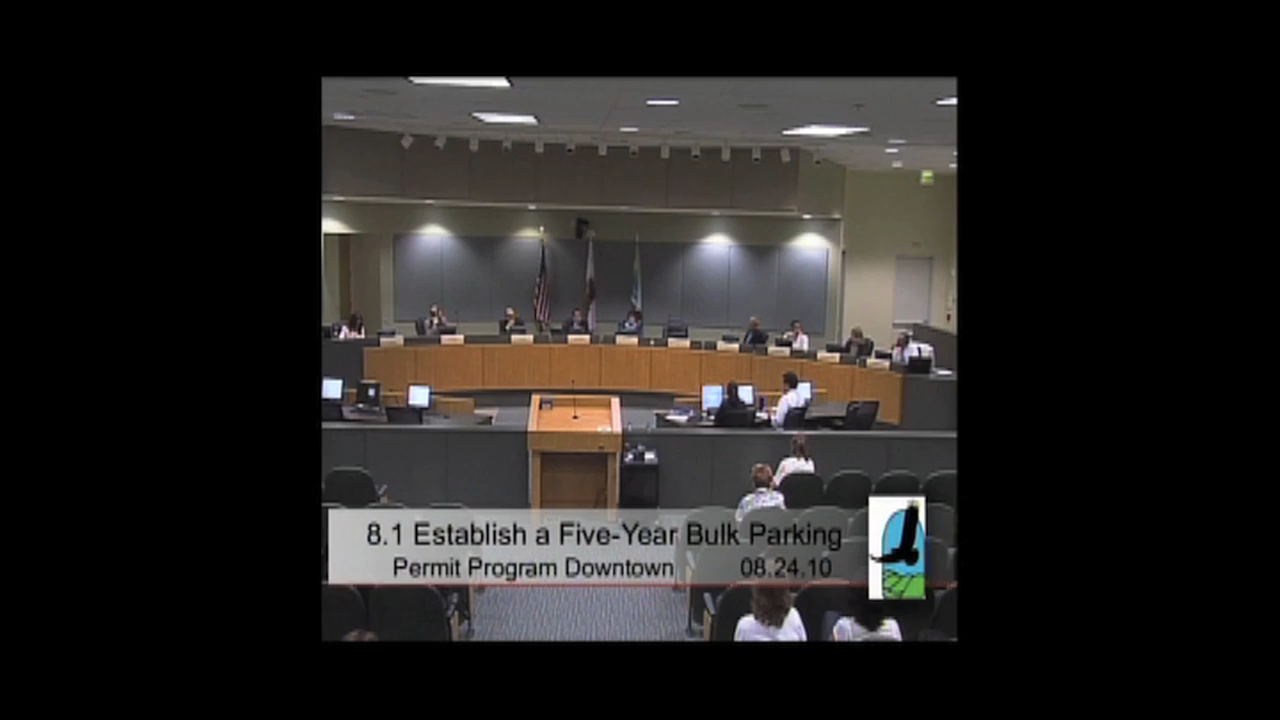 8.1 Establish a Five-Year Bulk Parking
Permit Program Downtown 08.24.10